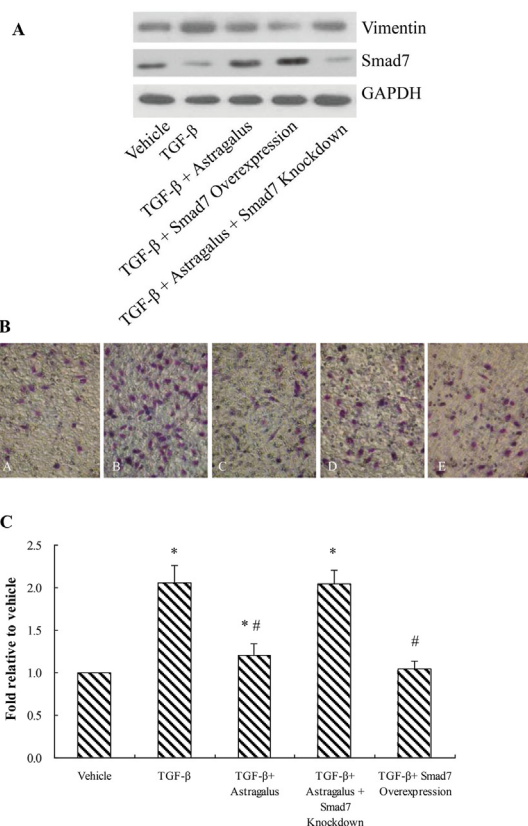 A
Vimentin
Smad7
GAPDH
Vehicle
TGF-β
TGF-β + Astragalus
TGF-β + Smad7 Overexpression
TGF-β + Astragalus + Smad7 Knockdown
B
A
B
C
D
E
C
Fold relative to vehicle
2.5
2.0
1.5
1.0
0.5
0.0
*
* #
*
#
Vehicle
TGF-β
TGF-β+
Astragalus
TGF-β+
Astragalus +
Smad7
Knockdown
TGF-β+ Smad7
Overexpression